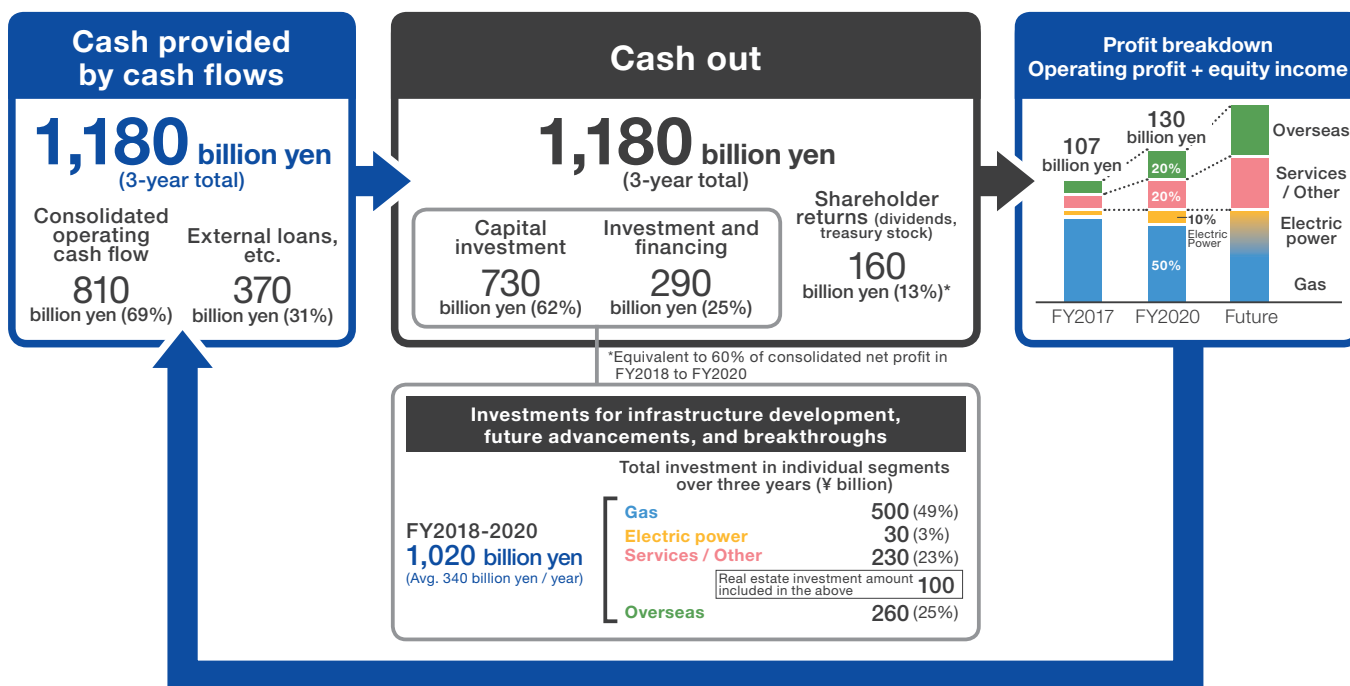 Cash provided
by cash flows
1,180 billion yen
(3-year total)
Consolidated
operating
cash flow
810
billion yen (69%)
External loans,
etc.
370
billion yen (31%)
Cash out
1,180 billion yen
(3-year total)
Capital
investment
730
billion yen (62%)
Investment and
financing
290
billion yen (25%)
Shareholder
returns (dividends,
treasury stock)
160
billion yen (13%)*
*Equivalent to 60% of consolidated net profit in
FY2018 to FY2020
Investments for infrastructure development,
future advancements, and breakthroughs
FY2018-2020
1,020 billion yen
(Avg. 340 billion yen / year)
Total investment in individual segments
over three years (¥ billion)
Gas 500 (49%)
Electric power 30 (3%)
Services / Other 230 (23%)
Real estate investment amount
included in the above 100
Overseas 260 (25%)
Profit breakdown
Operating profit + equity income
107
billion yen
130
billion yen
20%
20%
10%
Electric
Power
50%
Overseas
Services
/ Other
Electric
power
Gas
FY2017 FY2020 Future